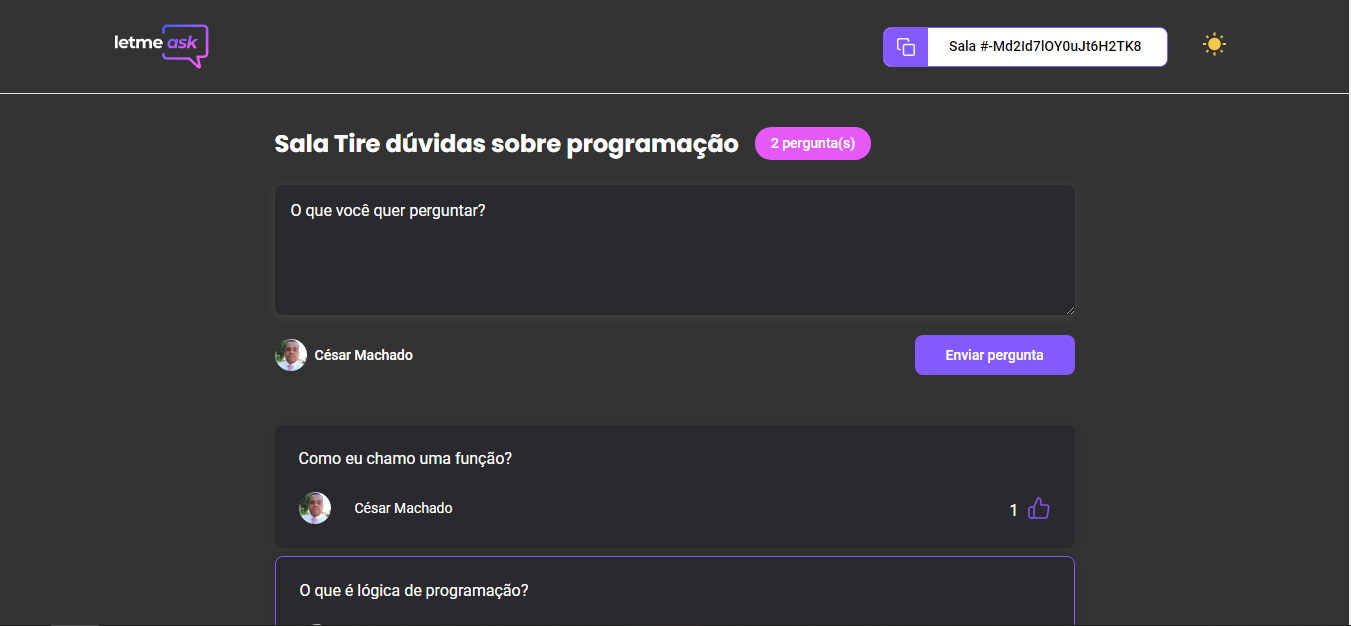 letme ask
Sala #-Md2Id7lOY0uJt6H2TK8
Sala Tire dúvidas sobre programação
2 pergunta(s)
O que você quer perguntar?
César Machado
Enviar pergunta
Como eu chamo uma função?
César Machado
1
O que é lógica de programação?